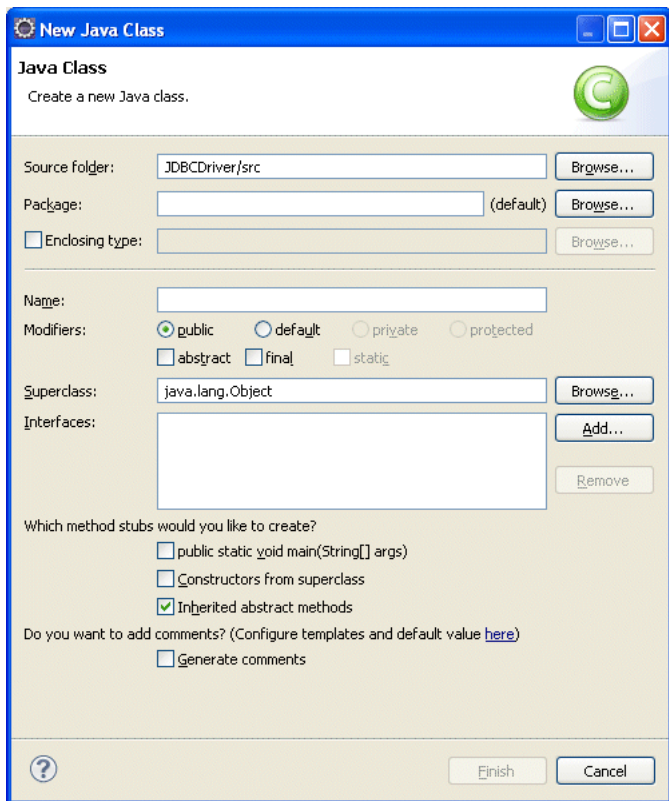 New Java Class
Java Class
Create a new Java class.
Source folder: JDBCDriver/src Browse...
Package: (default) Browse...
Enclosing type: Browse...
Name:
Modifiers: public default private protected
abstract final static
Superclass: java.lang.Object Browse...
Interfaces: Add...
Remove
Which method stubs would you like to create?
public static void main(String[] args)
Constructors from superclass
Inherited abstract methods
Do you want to add comments? (Configure templates and default value here)
Generate comments
? Finish Cancel